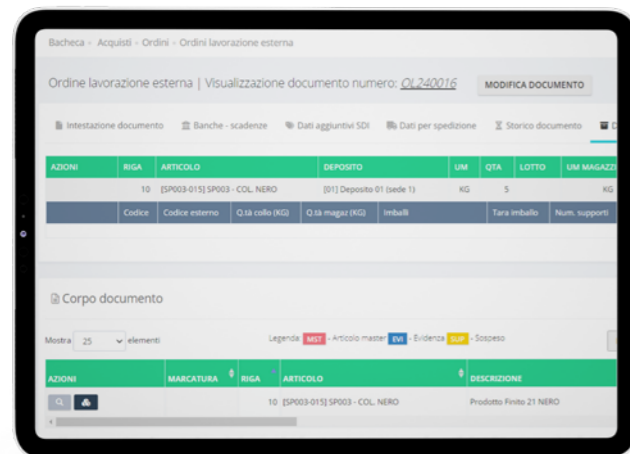 Bacheca - Acquisti - Ordini - Ordini lavorazione esterna
Ordine lavorazione esterna | Visualizzazione documento numero: OL240016 MODIFICA DOCUMENTO
Intestazione documento Banche - scadenze Dati aggiuntivi SDI Dati per spedizione Storico documento D
AZIONI RIGA ARTICOLO DEPOSITO UM QTA LOTTO UM MAGAZZI
10 [SP003-015] SP003 - COL. NERO [01] Deposito 01 (sede 1) KG 5 KG
Codice Codice esterno Q.tà collo (KG) Q.tà magaz (KG) Imballi Tara imballo Num. supporti
Corpo documento
Mostra 25 elementi Legenda: MST - Articolo master EVI - Evidenza SUP - Sospeso
AZIONI MARCATURA RIGA ARTICOLO DESCRIZIONE
10 [SP003-015] SP003 - COL. NERO Prodotto Finito 21 NERO